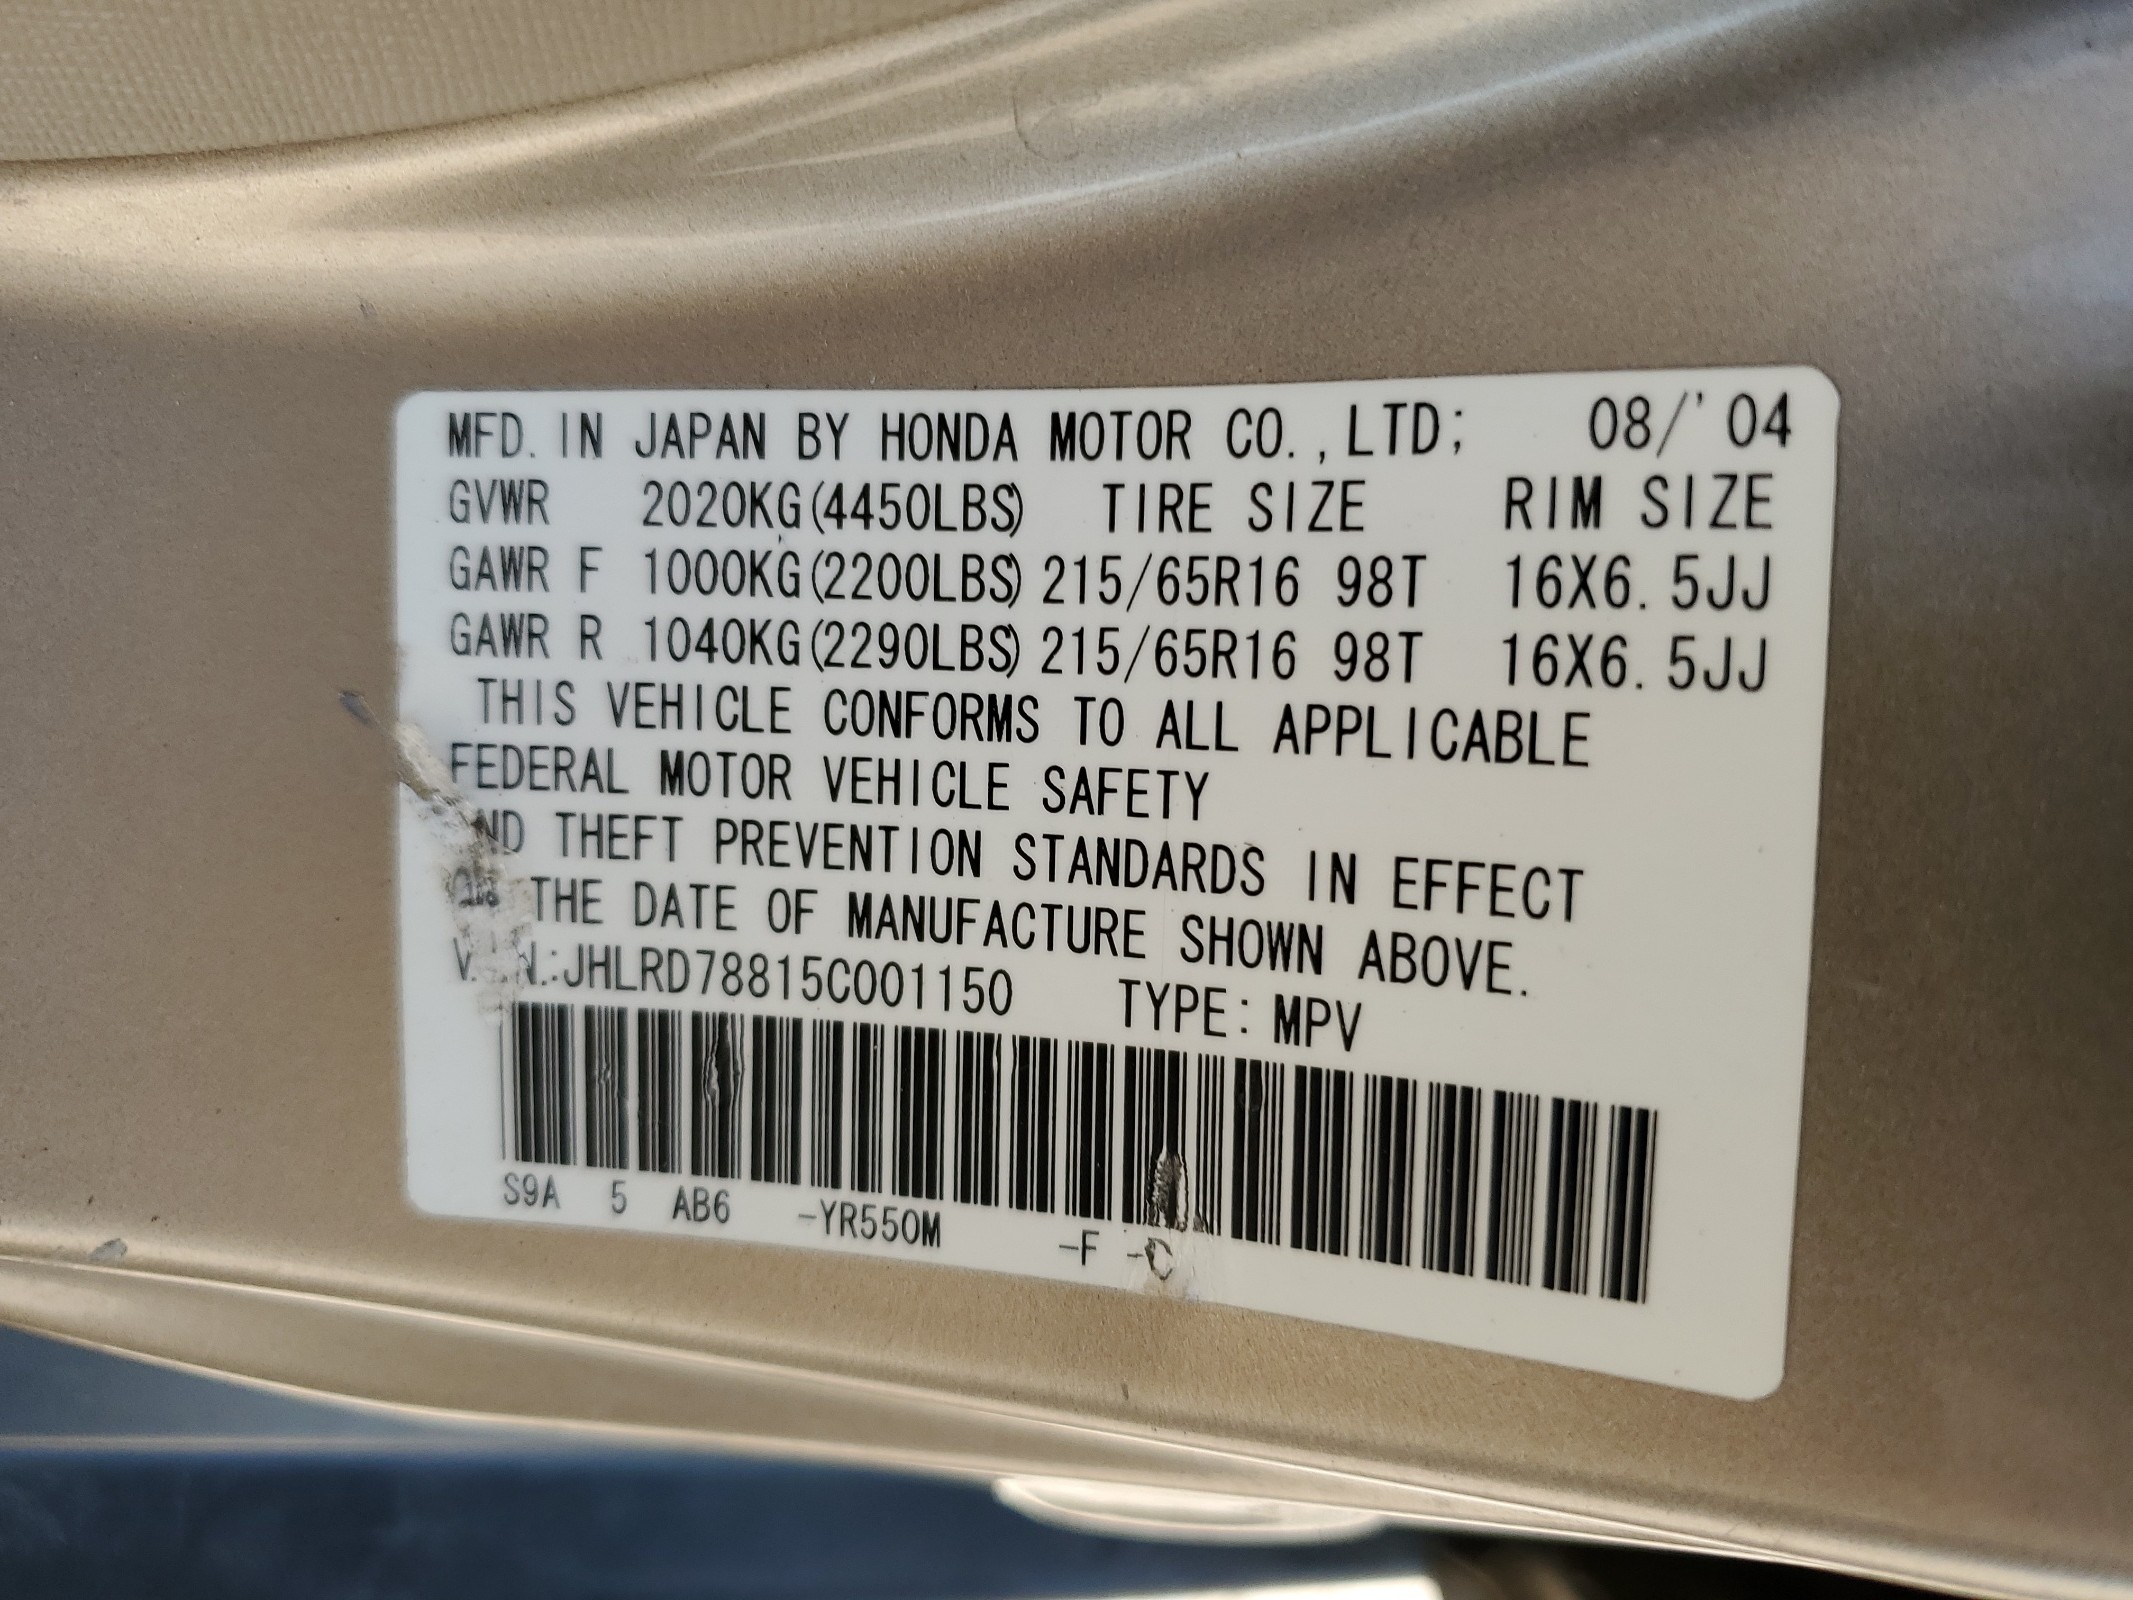 MFD. IN JAPAN BY HONDA MOTOR CO.,LTD; 08/'04
GVWR 2020KG(4450LBS) TIRE SIZE RIM SIZE
GAWR F 1000KG(2200LBS) 215/65R16 98T 16X6.5JJ
GAWR R 1040KG(2290LBS) 215/65R16 98T 16X6.5JJ
THIS VEHICLE CONFORMS TO ALL APPLICABLE
FEDERAL MOTOR VEHICLE SAFETY
AND THEFT PREVENTION STANDARDS IN EFFECT
THE DATE OF MANUFACTURE SHOWN ABOVE.
V.I.N.:JHLRD78815C001150 TYPE: MPV
S9A 5 AB6 -YR550M -F -C